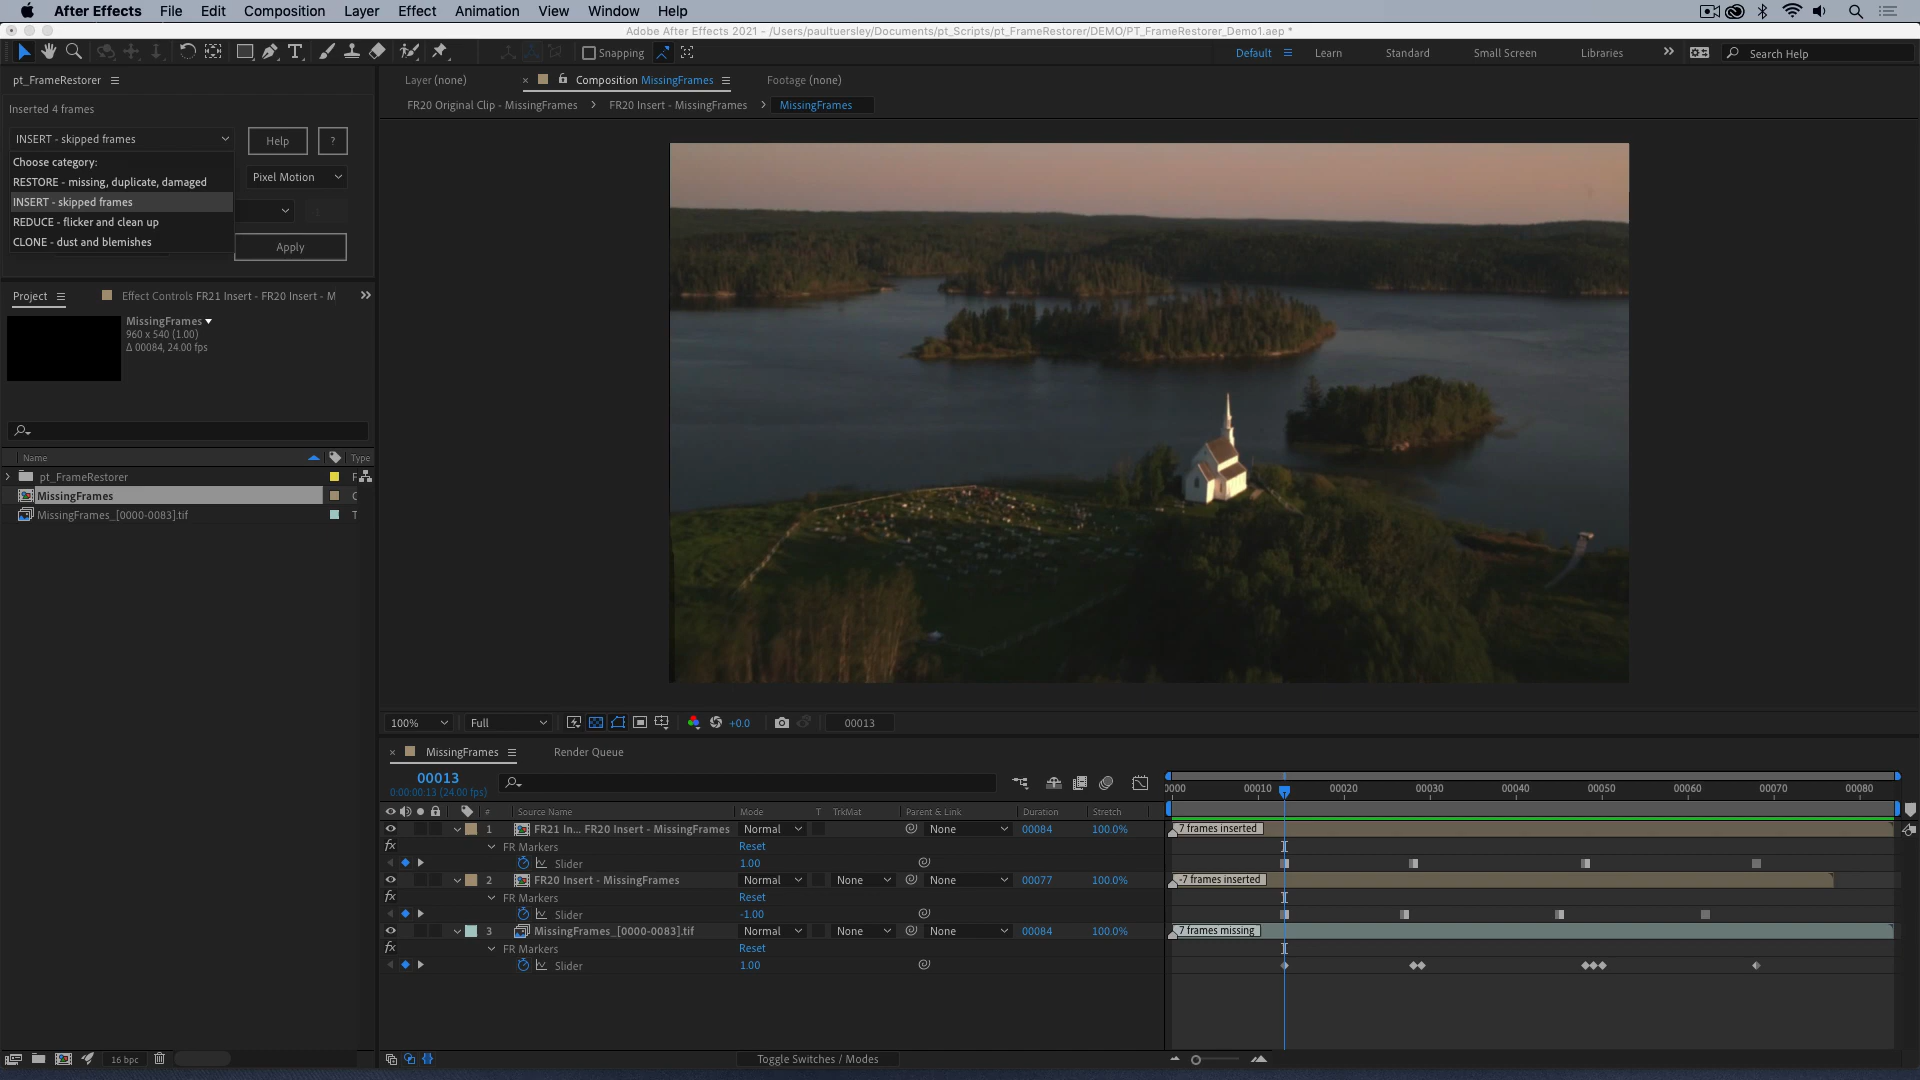 After Effects File Edit Composition Layer Effect Animation View Window Help
Adobe After Effects 2021 - /Users/paultuersley/Documents/pt_Scripts/pt_FrameRestorer/DEMO/PT_FrameRestorer_Demo1.aep *
Snapping Default Learn Standard Small Screen Libraries Search Help
pt_FrameRestorer
Layer (none) Composition MissingFrames Footage (none)
Inserted 4 frames
FR20 Original Clip - MissingFrames FR20 Insert - MissingFrames MissingFrames
INSERT - skipped frames Help ?
Choose category:
RESTORE - missing, duplicate, damaged Pixel Motion
INSERT - skipped frames
REDUCE - flicker and clean up
CLONE - dust and blemishes Apply
Project Effect Controls FR21 Insert - FR20 Insert - M
MissingFrames
960 x 540 (1.00)
Δ 00084, 24.00 fps
Name Type
pt_FrameRestorer F
MissingFrames C
MissingFrames_[0000-0083].tif T
100% Full +0.0 00013
MissingFrames Render Queue
00013
0:00:00:13 (24.00 fps)
0000 00010 00020 00030 00040 00050 00060 00070 00080
# Source Name Mode T TrkMat Parent & Link Duration Stretch
1 FR21 In... FR20 Insert - MissingFrames Normal None 00084 100.0% 7 frames inserted
fx FR Markers Reset
Slider 1.00
2 FR20 Insert - MissingFrames Normal None None 00077 100.0% -7 frames inserted
fx FR Markers Reset
Slider -1.00
3 MissingFrames_[0000-0083].tif Normal None None 00084 100.0% 7 frames missing
fx FR Markers Reset
Slider 1.00
16 bpc Toggle Switches / Modes